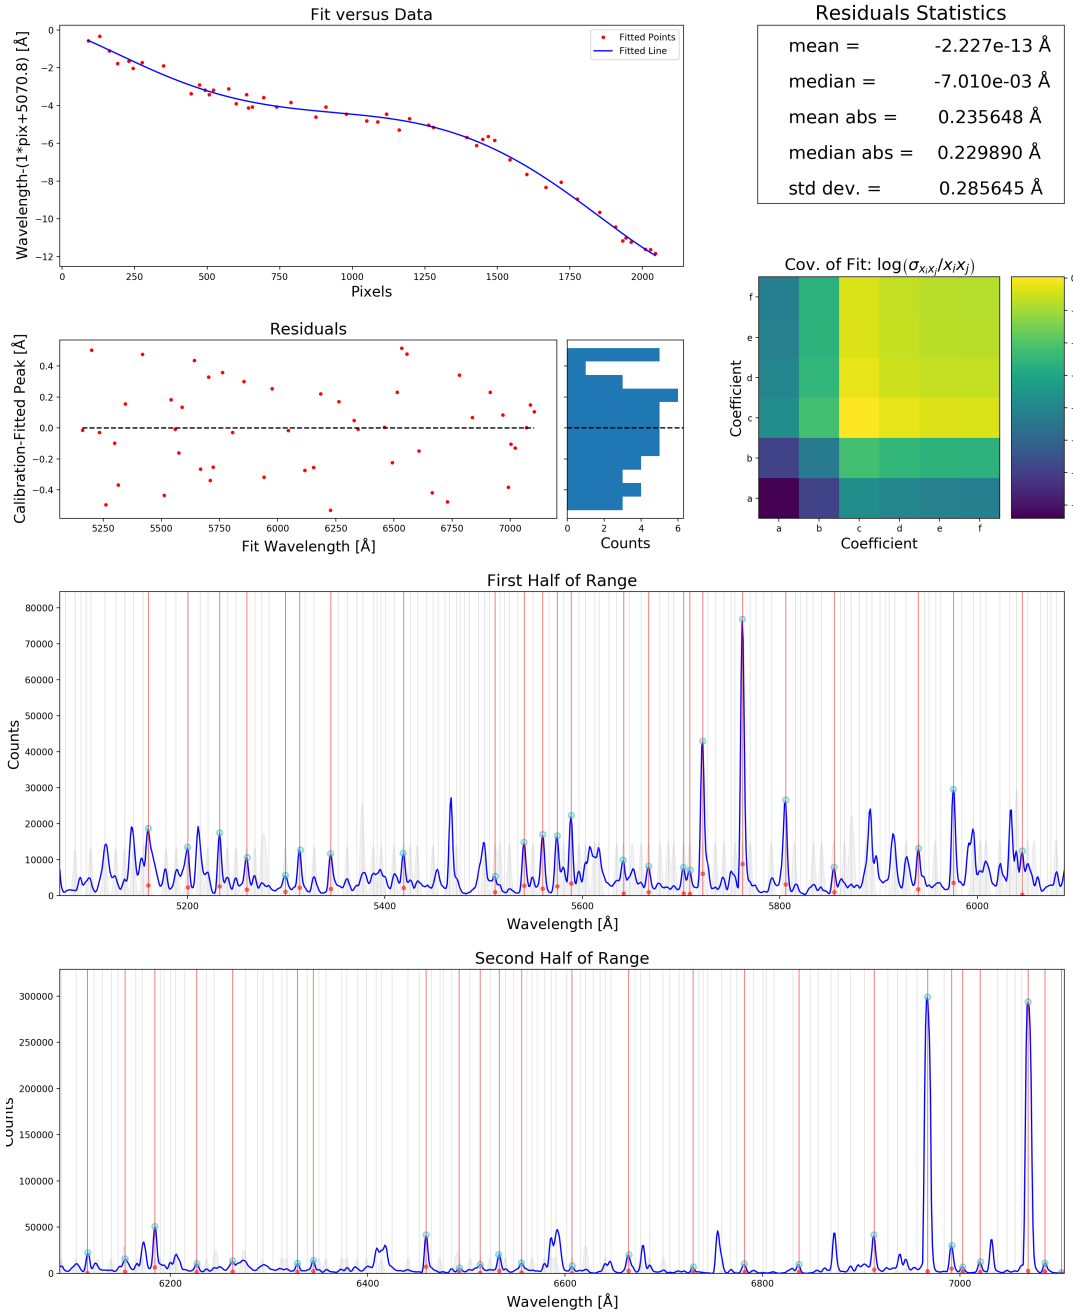 Fit versus Data
Wavelength-(1*pix+5070.8) [Å]
0
−2
−4
−6
−8
−10
−12
Fitted Points
Fitted Line
0 250 500 750 1000 1250 1500 1750 2000
Pixels
Residuals Statistics
mean = -2.227e-13 Å
median = -7.010e-03 Å
mean abs = 0.235648 Å
median abs = 0.229890 Å
std dev. = 0.285645 Å
Residuals
Calibration-Fitted Peak [Å]
0.4
0.2
0.0
−0.2
−0.4
5250 5500 5750 6000 6250 6500 6750 7000
Fit Wavelength [Å]
0 2 4 6
Counts
Cov. of Fit: log(σxixj/xixj)
Coefficient
f
e
d
c
b
a
a b c d e f
Coefficient
First Half of Range
Counts
80000
70000
60000
50000
40000
30000
20000
10000
0
5200 5400 5600 5800 6000
Wavelength [Å]
Second Half of Range
Counts
300000
250000
200000
150000
100000
50000
0
6200 6400 6600 6800 7000
Wavelength [Å]